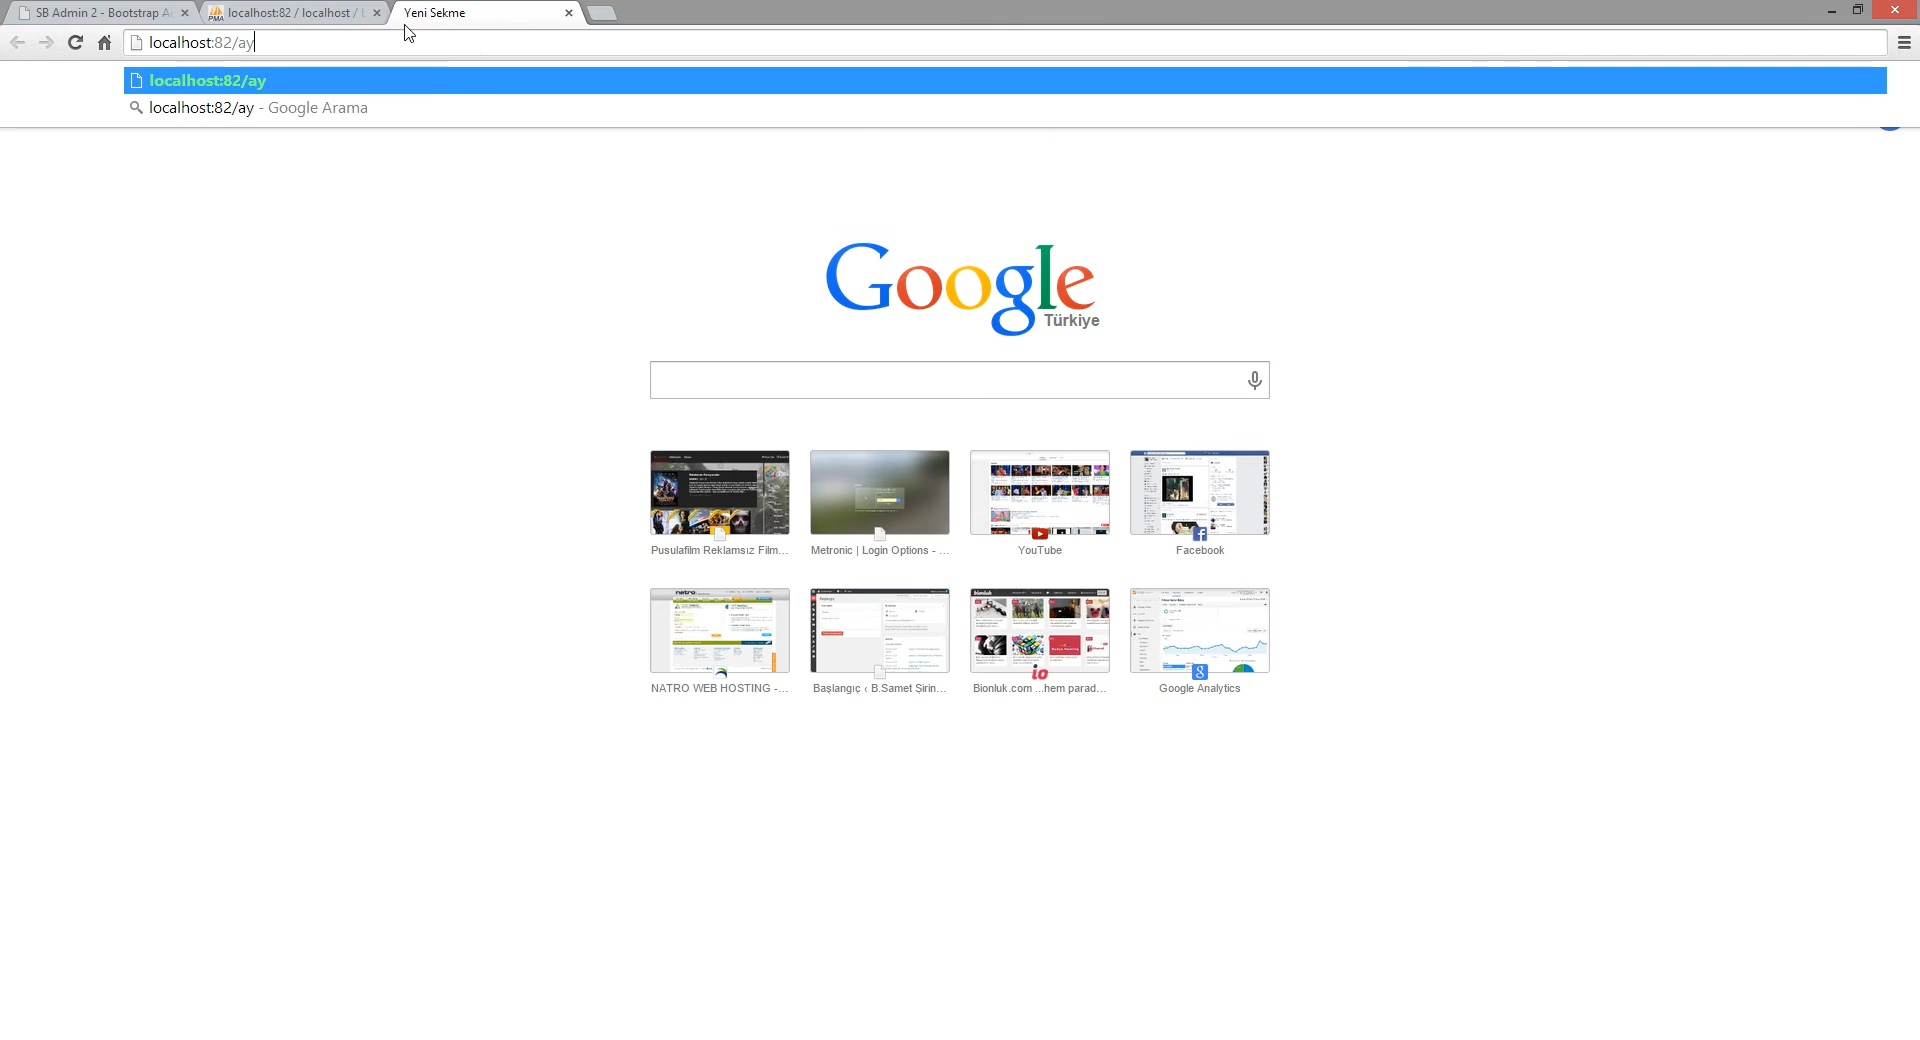 SB Admin 2 - Bootstrap A
localhost:82 / localhost /
Yeni Sekme
localhost:82/ay
localhost:82/ay
localhost:82/ay - Google Arama
Google
Türkiye
Pusulafilm Reklamsız Film...
Metronic | Login Options - ...
YouTube
Facebook
NATRO WEB HOSTING -...
Başlangıç ‹ B.Samet Şirin...
Bionluk.com ...hem parad...
Google Analytics